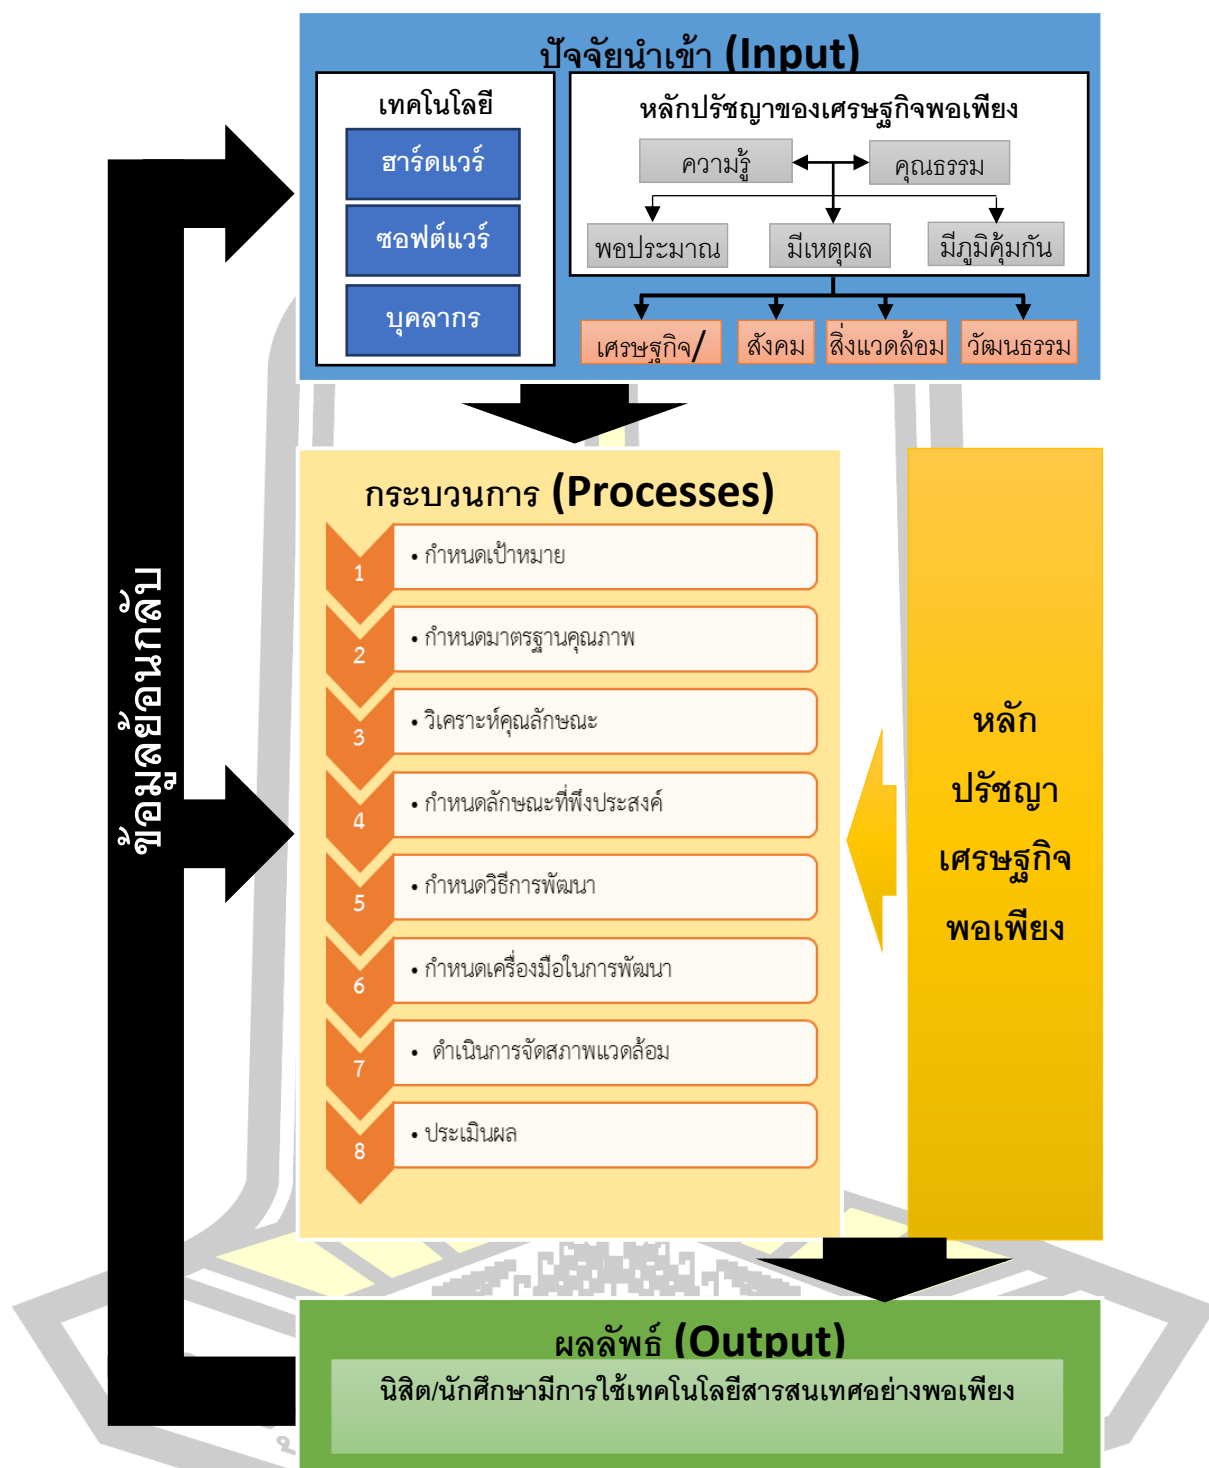 ปัจจัยนำเข้า (Input)
เทคโนโลยี
ฮาร์ดแวร์
ซอฟต์แวร์
บุคลากร
หลักปรัชญาของเศรษฐกิจพอเพียง
ความรู้
คุณธรรม
พอประมาณ
มีเหตุผล
มีภูมิคุ้มกัน
เศรษฐกิจ/
สังคม
สิ่งแวดล้อม
วัฒนธรรม
ข้อมูลย้อนกลับ
กระบวนการ (Processes)
1 • กำหนดเป้าหมาย
2 • กำหนดมาตรฐานคุณภาพ
3 • วิเคราะห์คุณลักษณะ
4 • กำหนดลักษณะที่พึงประสงค์
5 • กำหนดวิธีการพัฒนา
6 • กำหนดเครื่องมือในการพัฒนา
7 • ดำเนินการจัดสภาพแวดล้อม
8 • ประเมินผล
หลัก
ปรัชญา
เศรษฐกิจ
พอเพียง
ผลลัพธ์ (Output)
นิสิต/นักศึกษามีการใช้เทคโนโลยีสารสนเทศอย่างพอเพียง